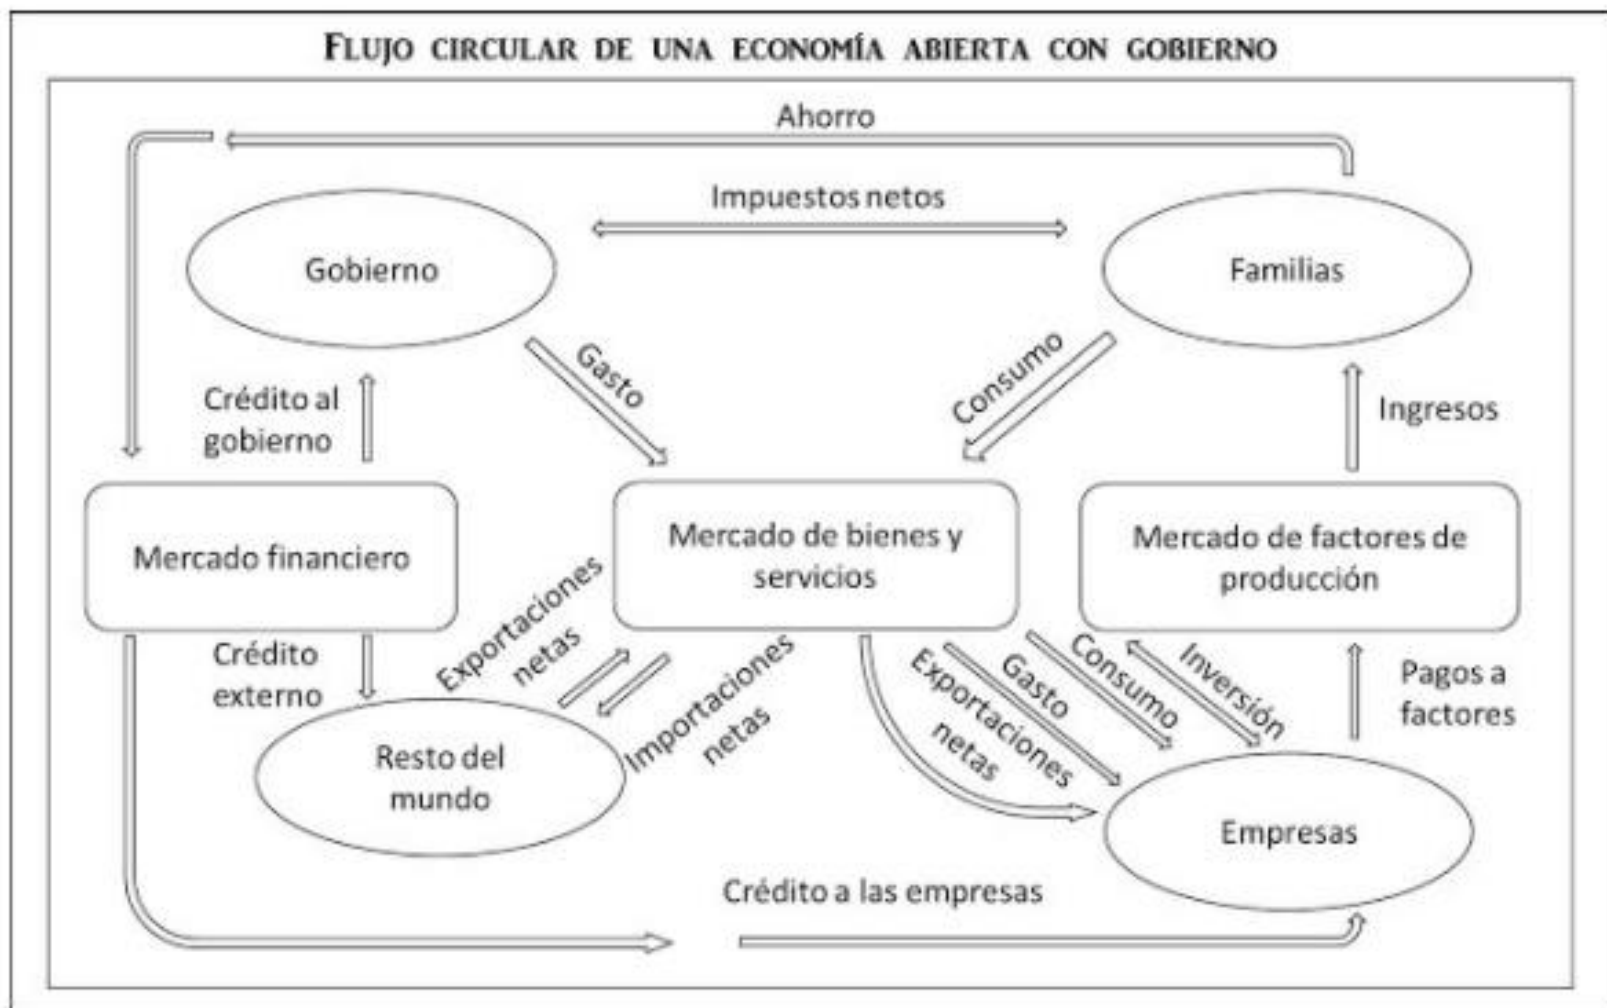 FLUJO CIRCULAR DE UNA ECONOMÍA ABIERTA CON GOBIERNO
Ahorro
Impuestos netos
Gobierno
Familias
Gasto
Consumo
Crédito al
gobierno
Ingresos
Mercado financiero
Mercado de bienes y
servicios
Mercado de factores de
producción
Crédito
externo
Exportaciones
netas
Importaciones
netas
Exportaciones
netas
Gasto
Consumo
Inversión
Pagos a
factores
Resto del
mundo
Empresas
Crédito a las empresas